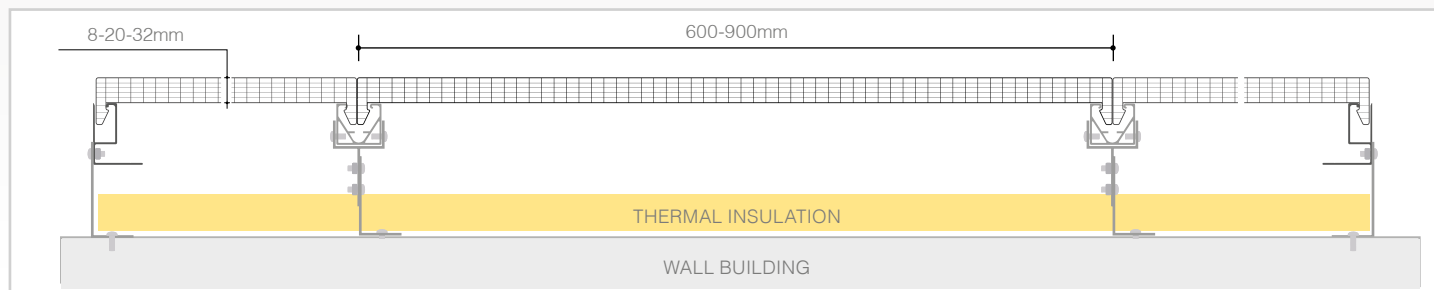 8-20-32mm
600-900mm
THERMAL INSULATION
WALL BUILDING